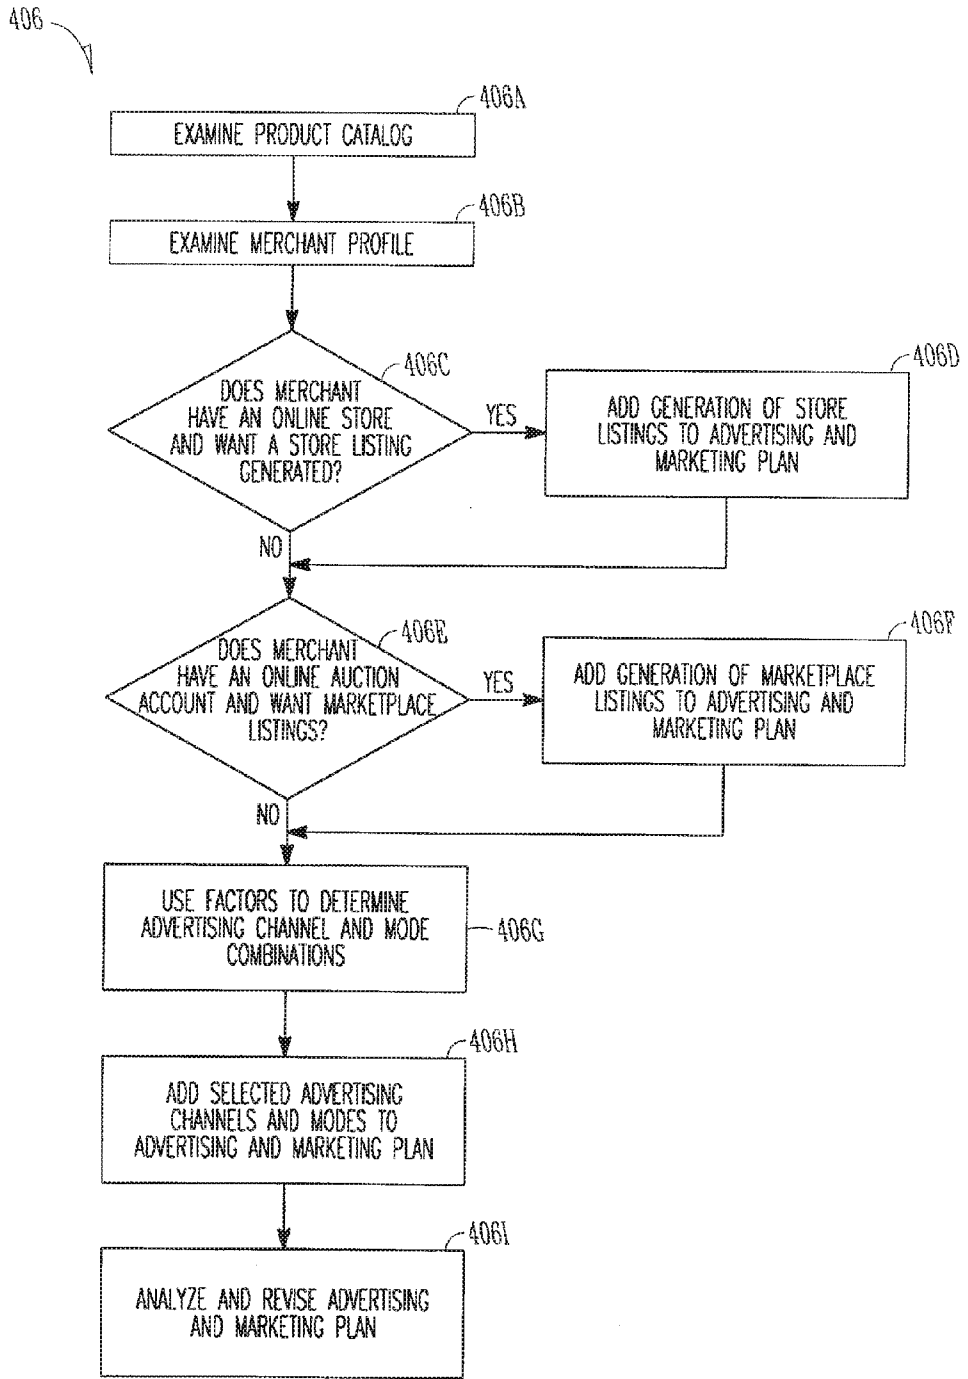 406
406A
EXAMINE PRODUCT CATALOG
406B
EXAMINE MERCHANT PROFILE
406C
DOES MERCHANT
HAVE AN ONLINE STORE
AND WANT A STORE LISTING
GENERATED?
YES
406D
ADD GENERATION OF STORE
LISTINGS TO ADVERTISING AND
MARKETING PLAN
NO
406E
DOES MERCHANT
HAVE AN ONLINE AUCTION
ACCOUNT AND WANT MARKETPLACE
LISTINGS?
YES
406F
ADD GENERATION OF MARKETPLACE
LISTINGS TO ADVERTISING AND
MARKETING PLAN
NO
USE FACTORS TO DETERMINE
ADVERTISING CHANNEL AND MODE
COMBINATIONS
406G
406H
ADD SELECTED ADVERTISING
CHANNELS AND MODES TO
ADVERTISING AND MARKETING PLAN
406I
ANALYZE AND REVISE ADVERTISING
AND MARKETING PLAN